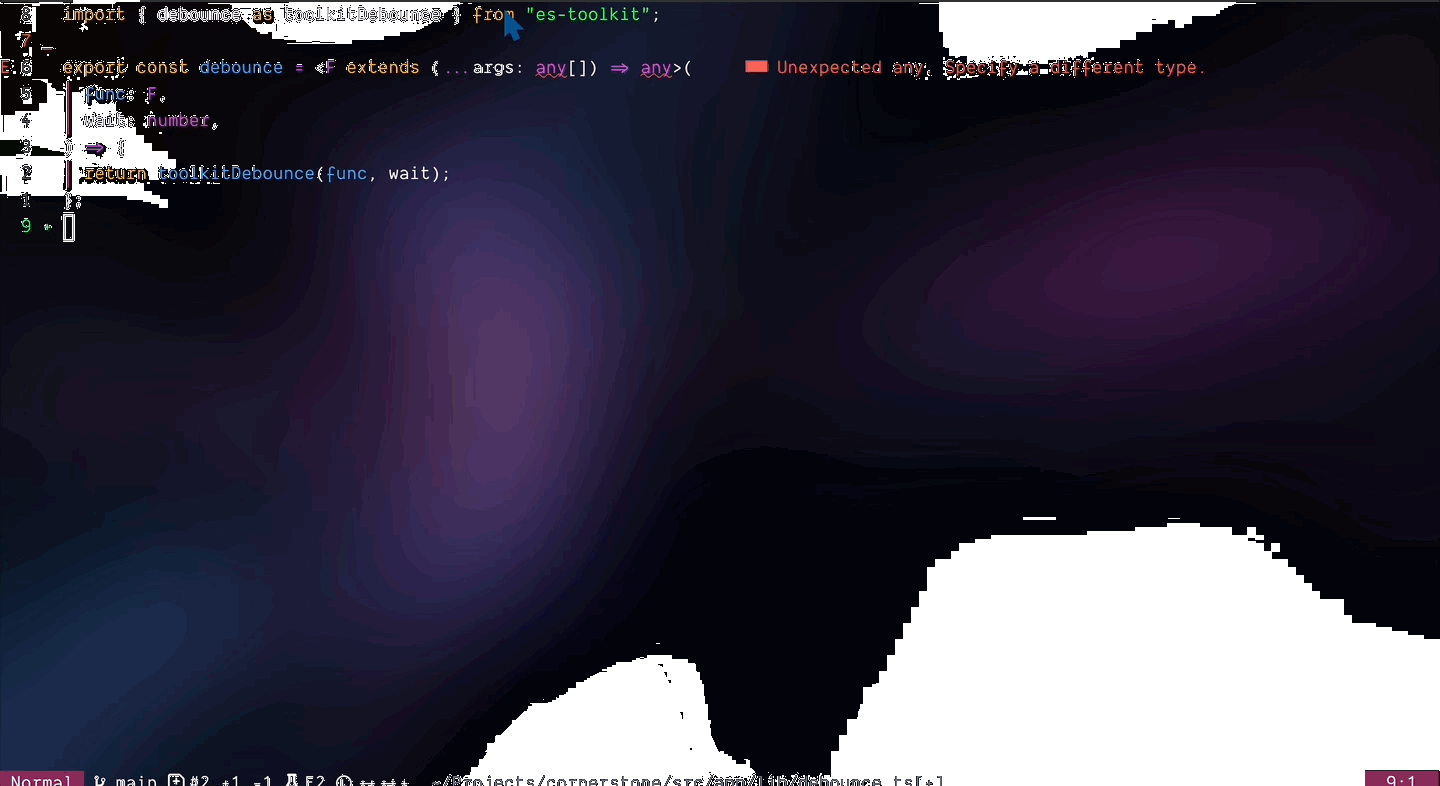 8 import { debounce as toolkitDebounce } from "es-toolkit";
7
E 6 export const debounce = <F extends (...args: any[]) => any>( Unexpected any. Specify a different type.
5 func: F,
4 wait: number,
3 ) => {
2 return toolkitDebounce(func, wait);
1 };
9 +
Normal main #2 +1 -1 E2 ~/Projects/cornerstone/src/app/lib/debounce.ts[+] 9:1